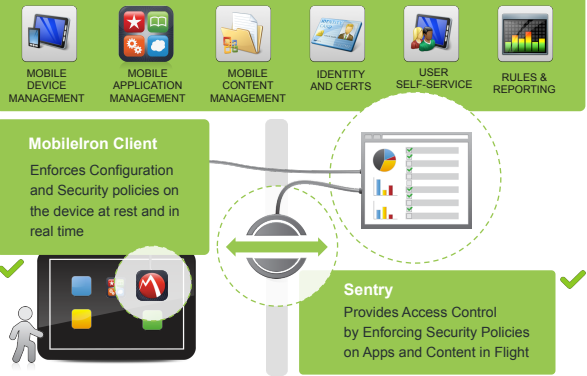 MOBILE
DEVICE
MANAGEMENT
MOBILE
APPLICATION
MANAGEMENT
MOBILE
CONTENT
MANAGEMENT
IDENTITY
AND CERTS
USER
SELF-SERVICE
RULES &
REPORTING
MobileIron Client
Enforces Configuration
and Security policies on
the device at rest and in
real time
Sentry
Provides Access Control
by Enforcing Security Policies
on Apps and Content in Flight